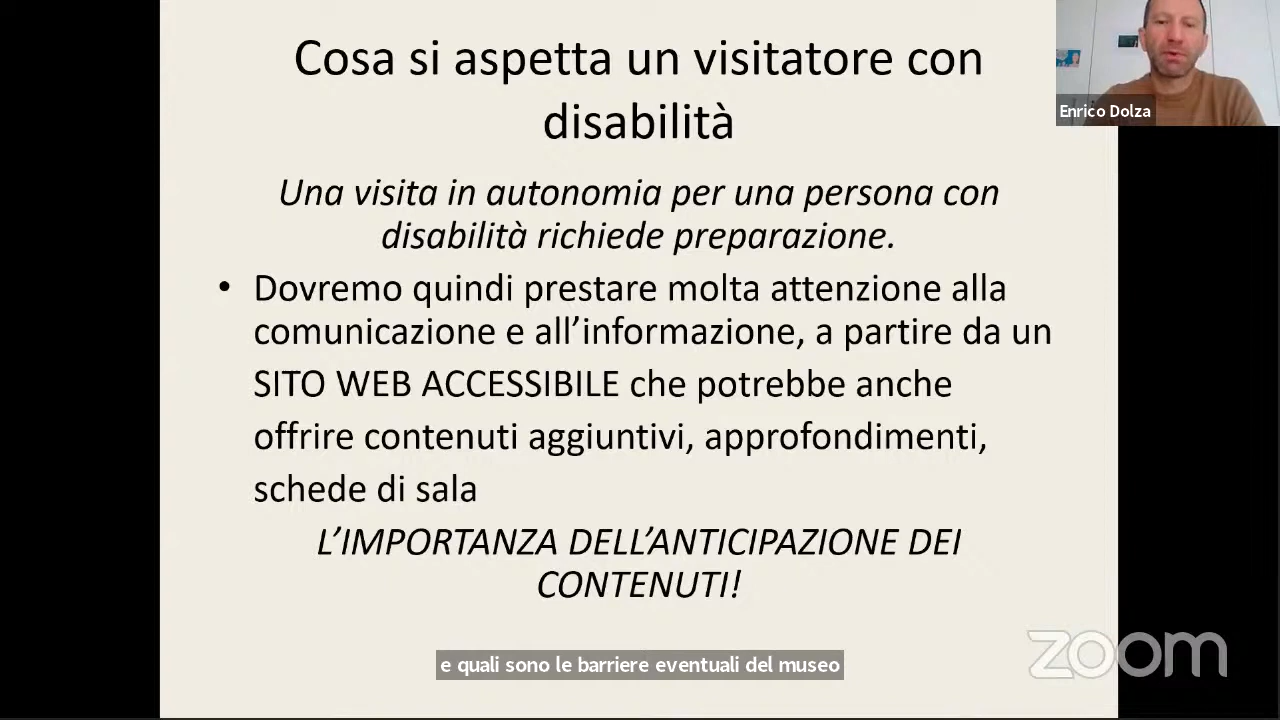 Cosa si aspetta un visitatore con
disabilità
Enrico Dolza
Una visita in autonomia per una persona con
disabilità richiede preparazione.
• Dovremo quindi prestare molta attenzione alla
comunicazione e all’informazione, a partire da un
SITO WEB ACCESSIBILE che potrebbe anche
offrire contenuti aggiuntivi, approfondimenti,
schede di sala
L’IMPORTANZA DELL’ANTICIPAZIONE DEI
CONTENUTI!
e quali sono le barriere eventuali del museo
zoom